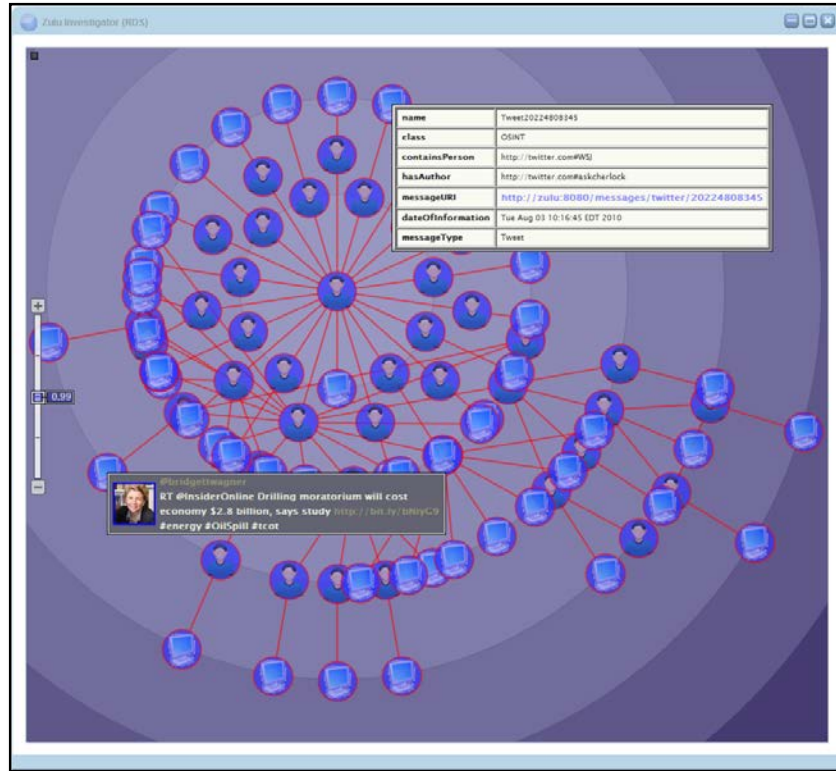 Zulu Investigator (RDS)
name Tweet20224808345
class OSINT
containsPerson http://twitter.com#WSJ
hasAuthor http://twitter.com#askcherlock
messageURI http://zulu:8080/messages/twitter/20224808345
dateOfInformation Tue Aug 03 10:16:45 EDT 2010
messageType Tweet
0.99
@bridgettwagner
RT @InsiderOnline Drilling moratorium will cost
economy $2.8 billion, says study http://bit.ly/bNiyG9
#energy #OilSpill #tcot